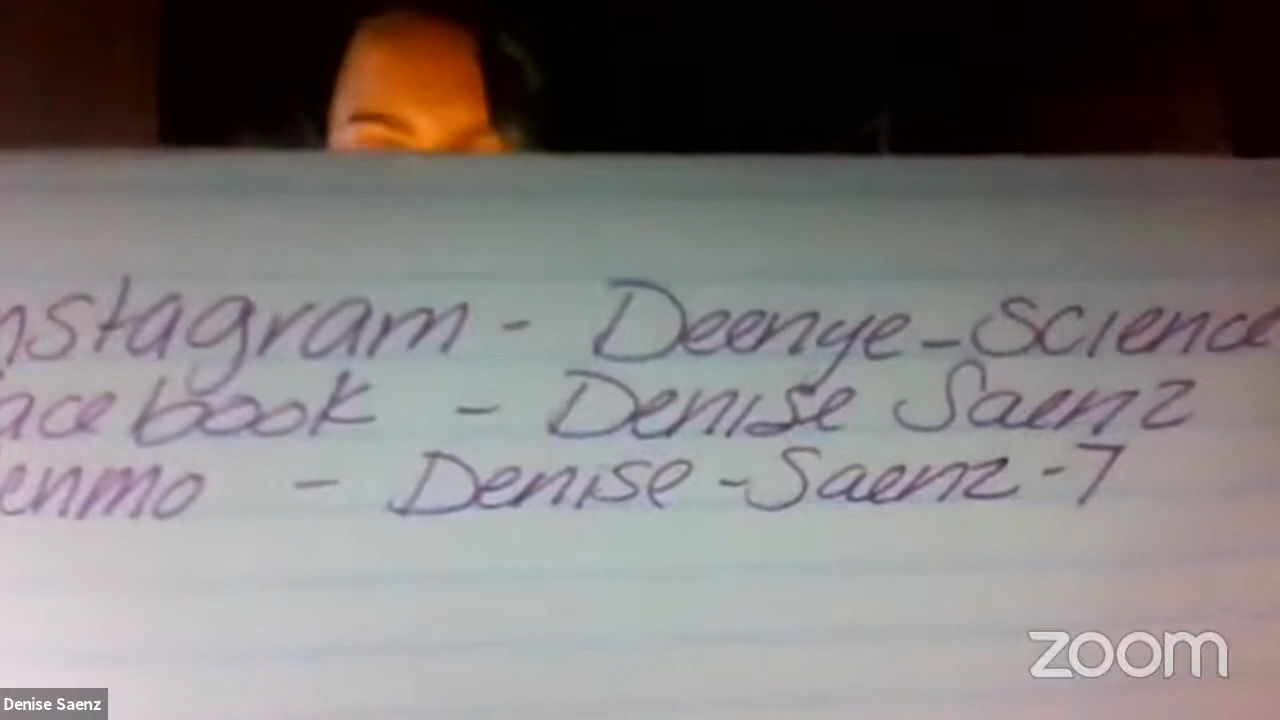 nstagram - Deenye-Science
acebook - Denise Saenz
enmo - Denise-Saenz-7
zoom
Denise Saenz